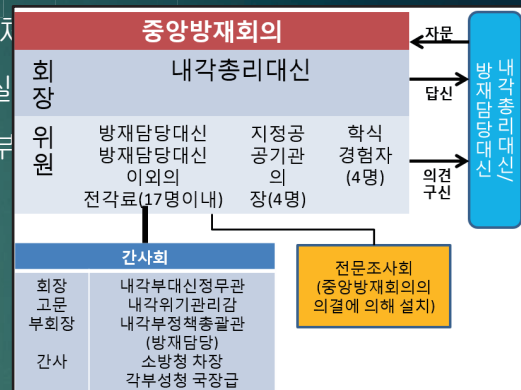 처
실
부
중앙방재회의
회
장
내각총리대신
위
원
방재담당대신
방재담당대신
이외의
전각료(17명이내)
지정공
공기관
의
장(4명)
학식
경험자
(4명)
자문
답신
의견
구신
내각총리대신/
방재담당대신
간사회
회장
내각부대신정무관
고문
내각위기관리감
부회장
내각부정책총괄관
(방재담당)
간사
소방청 차장
각부성청 국장급
전문조사회
(중앙방재회의의
의결에 의해 설치)